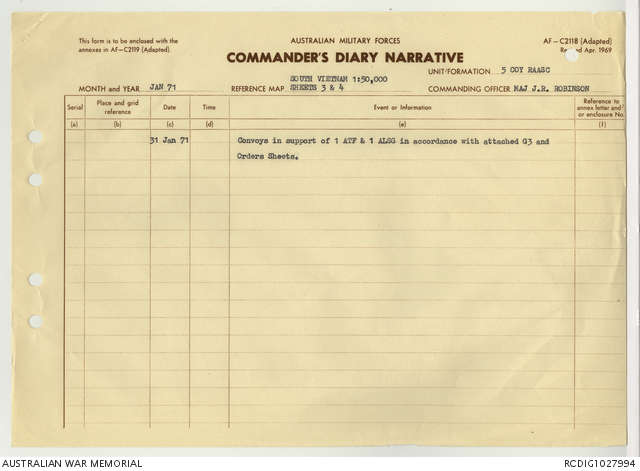 This form is to be enclosed with the
annexes in AF—C2119 (Adapted).
AUSTRALIAN MILITARY FORCES
AF — C2118 (Adapted)
Apr. 1969
COMMANDER'S DIARY NARRATIVE
UNIT/FORMATION 5 COY RAASC
MONTH AND YEAR JAN 71
REFERENCE MAP SOUTH VIETNAM 1:50,000
SHEETS 3 & 4
COMMANDING OFFICER MAJ J.R. ROBINSON
Serial Place and grid reference Date Time Event or Information Reference to annex letter and/or enclosure No.
(a) (b) (c) (d) (e) (f)
31 Jan 71 Convoys in support of 1 ATF & 1 ALSG in accordance with attached G3 and
Orders Sheets.
AUSTRALIAN WAR MEMORIAL
RCDIG1027994